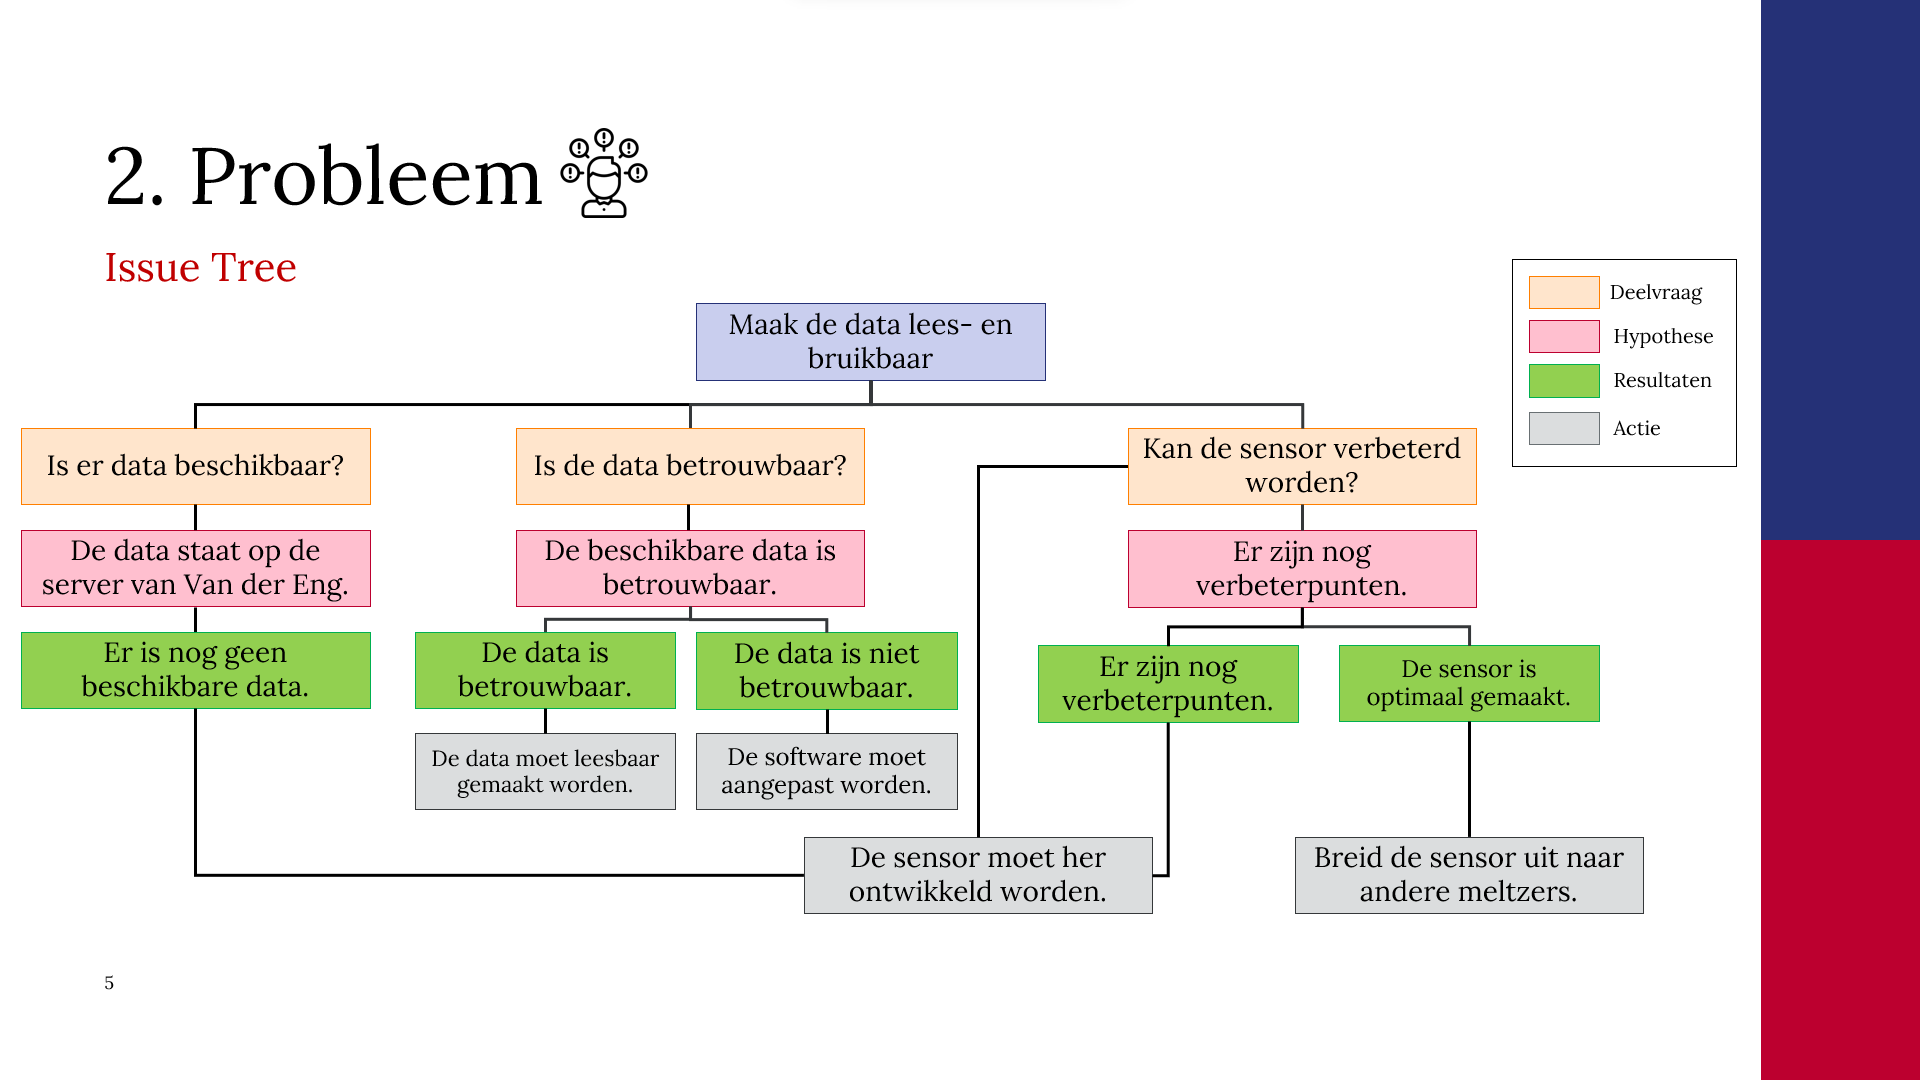 2. Probleem
Issue Tree
Deelvraag
Hypothese
Resultaten
Actie
Maak de data lees- en
bruikbaar
Is er data beschikbaar?
Is de data betrouwbaar?
Kan de sensor verbeterd
worden?
De data staat op de
server van Van der Eng.
De beschikbare data is
betrouwbaar.
Er zijn nog
verbeterpunten.
Er is nog geen
beschikbare data.
De data is
betrouwbaar.
De data is niet
betrouwbaar.
Er zijn nog
verbeterpunten.
De sensor is
optimaal gemaakt.
De data moet leesbaar
gemaakt worden.
De software moet
aangepast worden.
De sensor moet her
ontwikkeld worden.
Breid de sensor uit naar
andere meltzers.
5